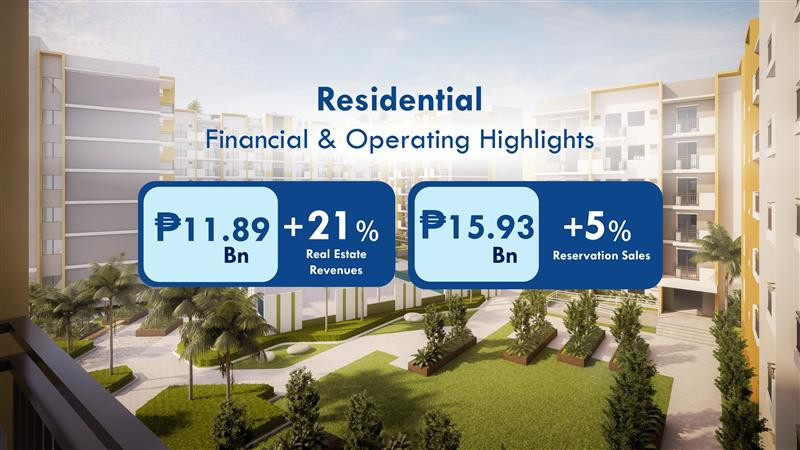 Residential
Financial & Operating Highlights
₱11.89
Bn
+21%
Real Estate
Revenues
₱15.93
Bn
+5%
Reservation Sales